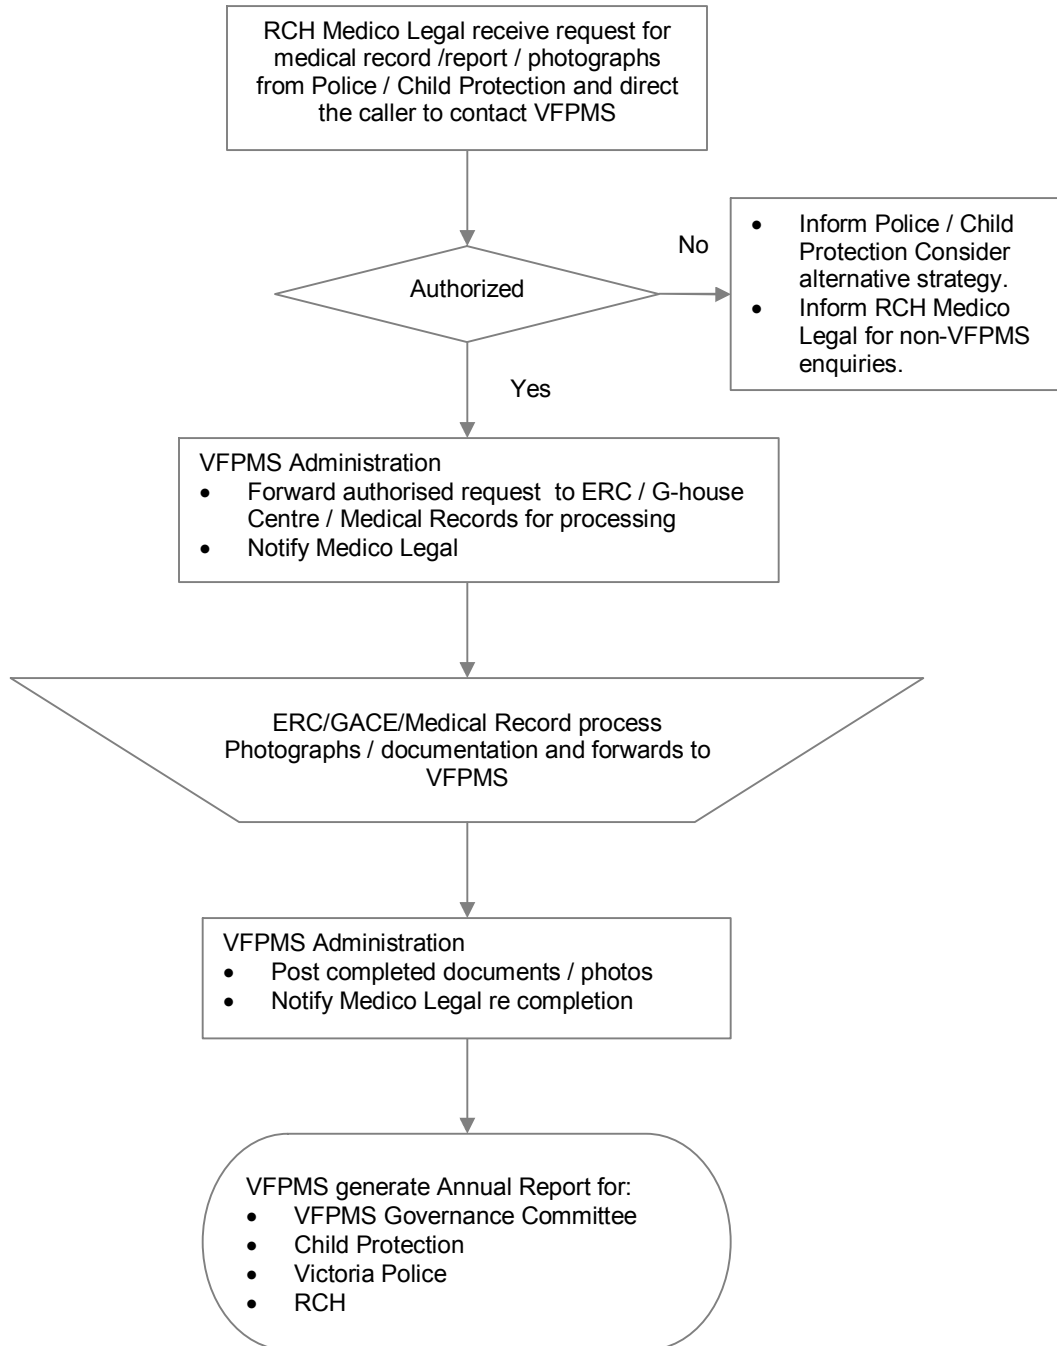 RCH Medico Legal receive request for
medical record /report / photographs
from Police / Child Protection and direct
the caller to contact VFPMS
Authorized
No
• Inform Police / Child
Protection Consider
alternative strategy.
• Inform RCH Medico
Legal for non-VFPMS
enquiries.
Yes
VFPMS Administration
• Forward authorised request to ERC / G-house
Centre / Medical Records for processing
• Notify Medico Legal
ERC/GACE/Medical Record process
Photographs / documentation and forwards to
VFPMS
VFPMS Administration
• Post completed documents / photos
• Notify Medico Legal re completion
VFPMS generate Annual Report for:
• VFPMS Governance Committee
• Child Protection
• Victoria Police
• RCH